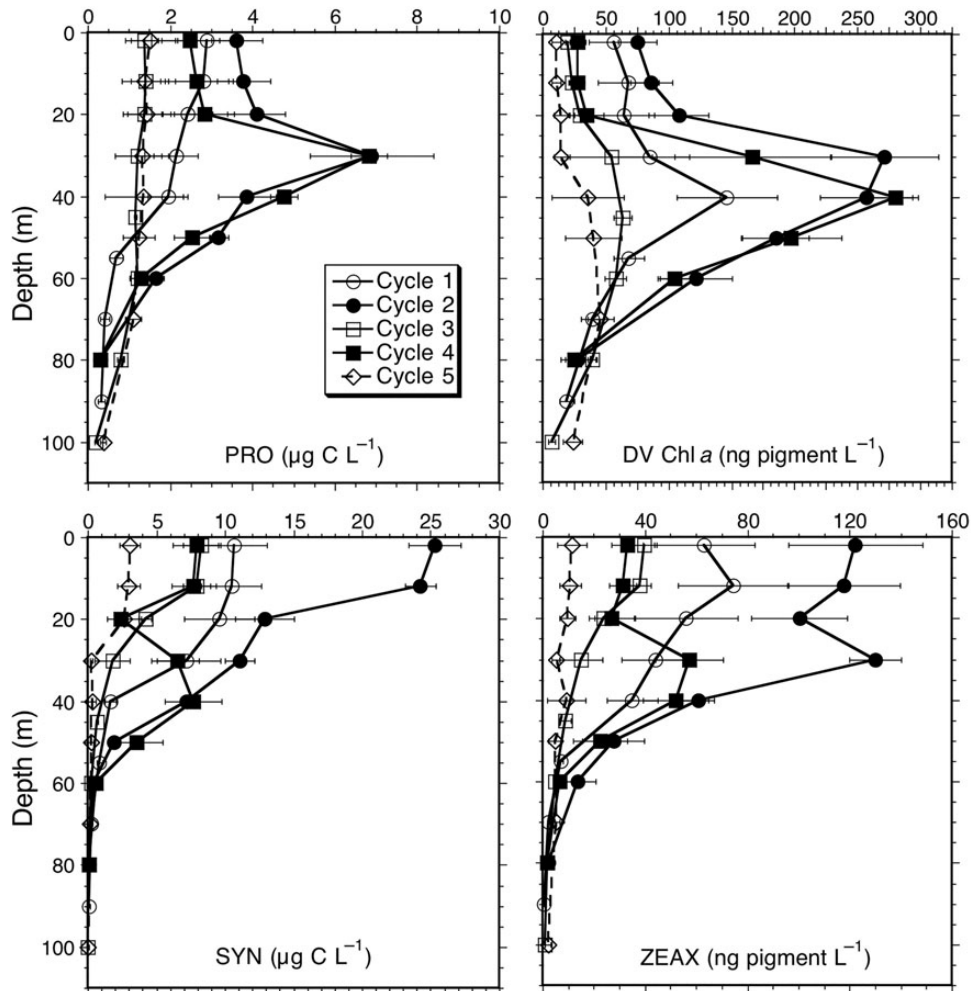 0 2 4 6 8 10
0 50 100 150 200 250 300
0
20
40
60
80
100
Depth (m)
Cycle 1
Cycle 2
Cycle 3
Cycle 4
Cycle 5
PRO (µg C L⁻¹)
DV Chl a (ng pigment L⁻¹)
0 5 10 15 20 25 30
0 40 80 120 160
0
20
40
60
80
100
Depth (m)
SYN (µg C L⁻¹)
ZEAX (ng pigment L⁻¹)